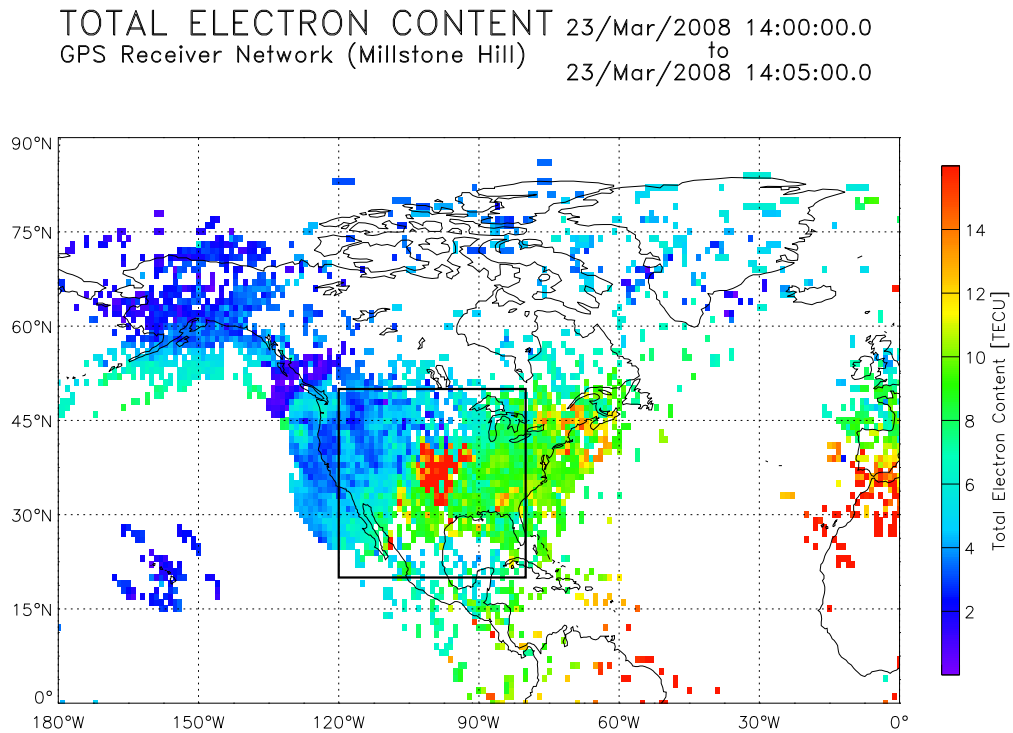 TOTAL ELECTRON CONTENT 23/Mar/2008 14:00:00.0
GPS Receiver Network (Millstone Hill) to
23/Mar/2008 14:05:00.0
90°N
75°N
60°N
45°N
30°N
15°N
0°
180°W 150°W 120°W 90°W 60°W 30°W 0°
14
12
10
8
6
4
2
Total Electron Content [TECU]